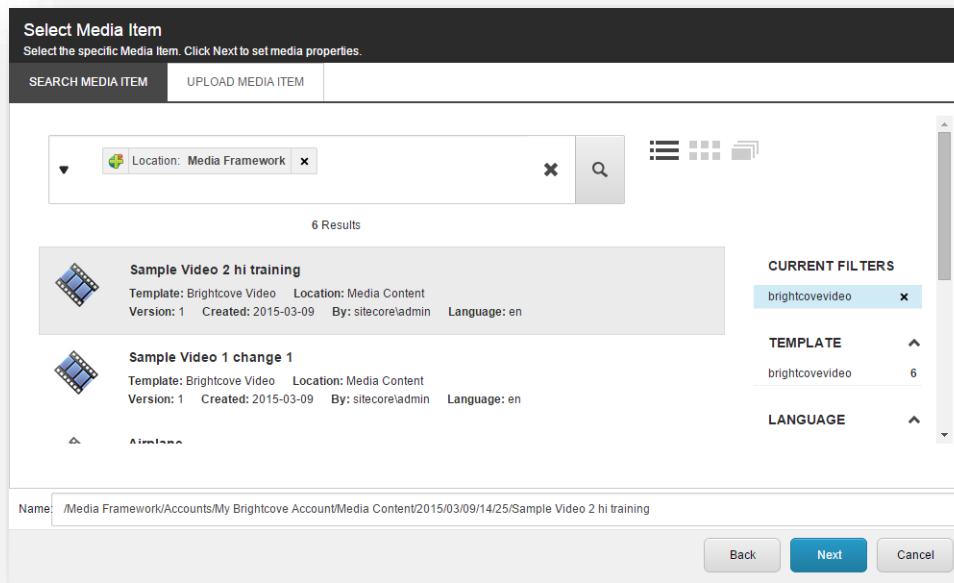 Select Media Item
Select the specific Media Item. Click Next to set media properties.
SEARCH MEDIA ITEM
UPLOAD MEDIA ITEM
Location: Media Framework
6 Results
Sample Video 2 hi training
Template: Brightcove Video Location: Media Content
Version: 1 Created: 2015-03-09 By: sitecore\admin Language: en
Sample Video 1 change 1
Template: Brightcove Video Location: Media Content
Version: 1 Created: 2015-03-09 By: sitecore\admin Language: en
Airplane
CURRENT FILTERS
brightcovevideo
TEMPLATE
brightcovevideo 6
LANGUAGE
Name: /Media Framework/Accounts/My Brightcove Account/Media Content/2015/03/09/14/25/Sample Video 2 hi training
Back
Next
Cancel